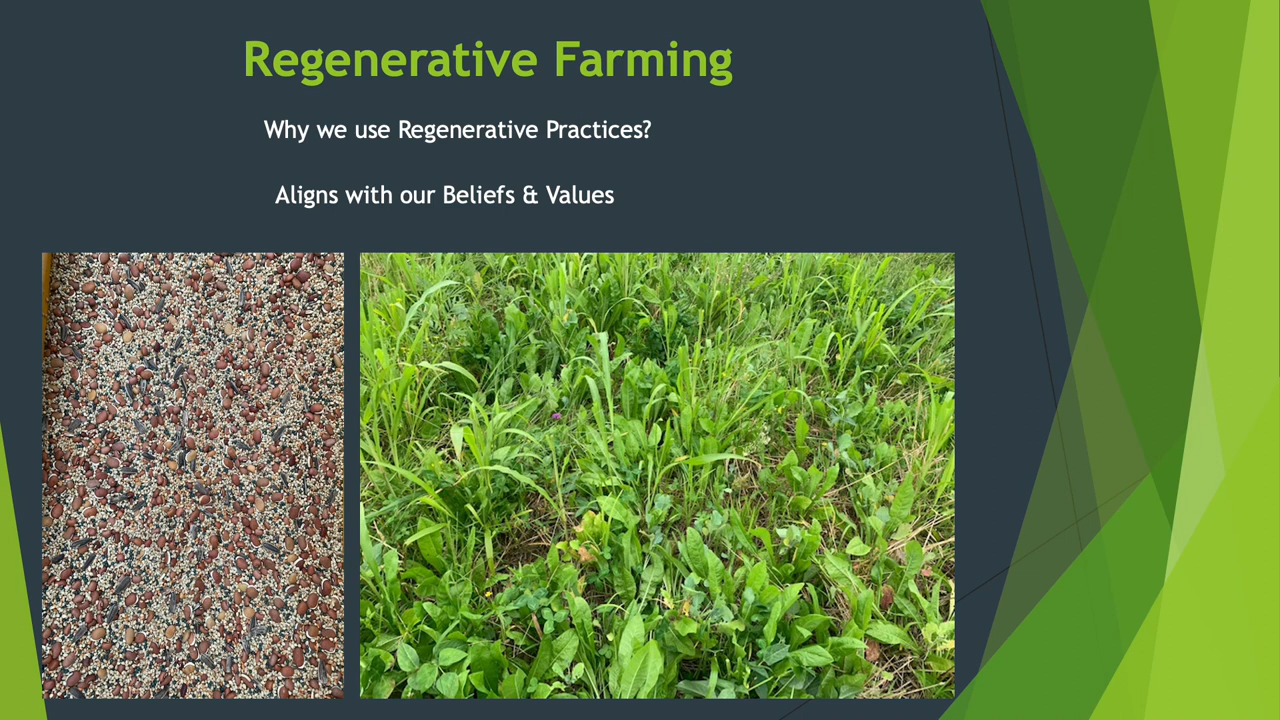 Regenerative Farming
Why we use Regenerative Practices?
Aligns with our Beliefs & Values